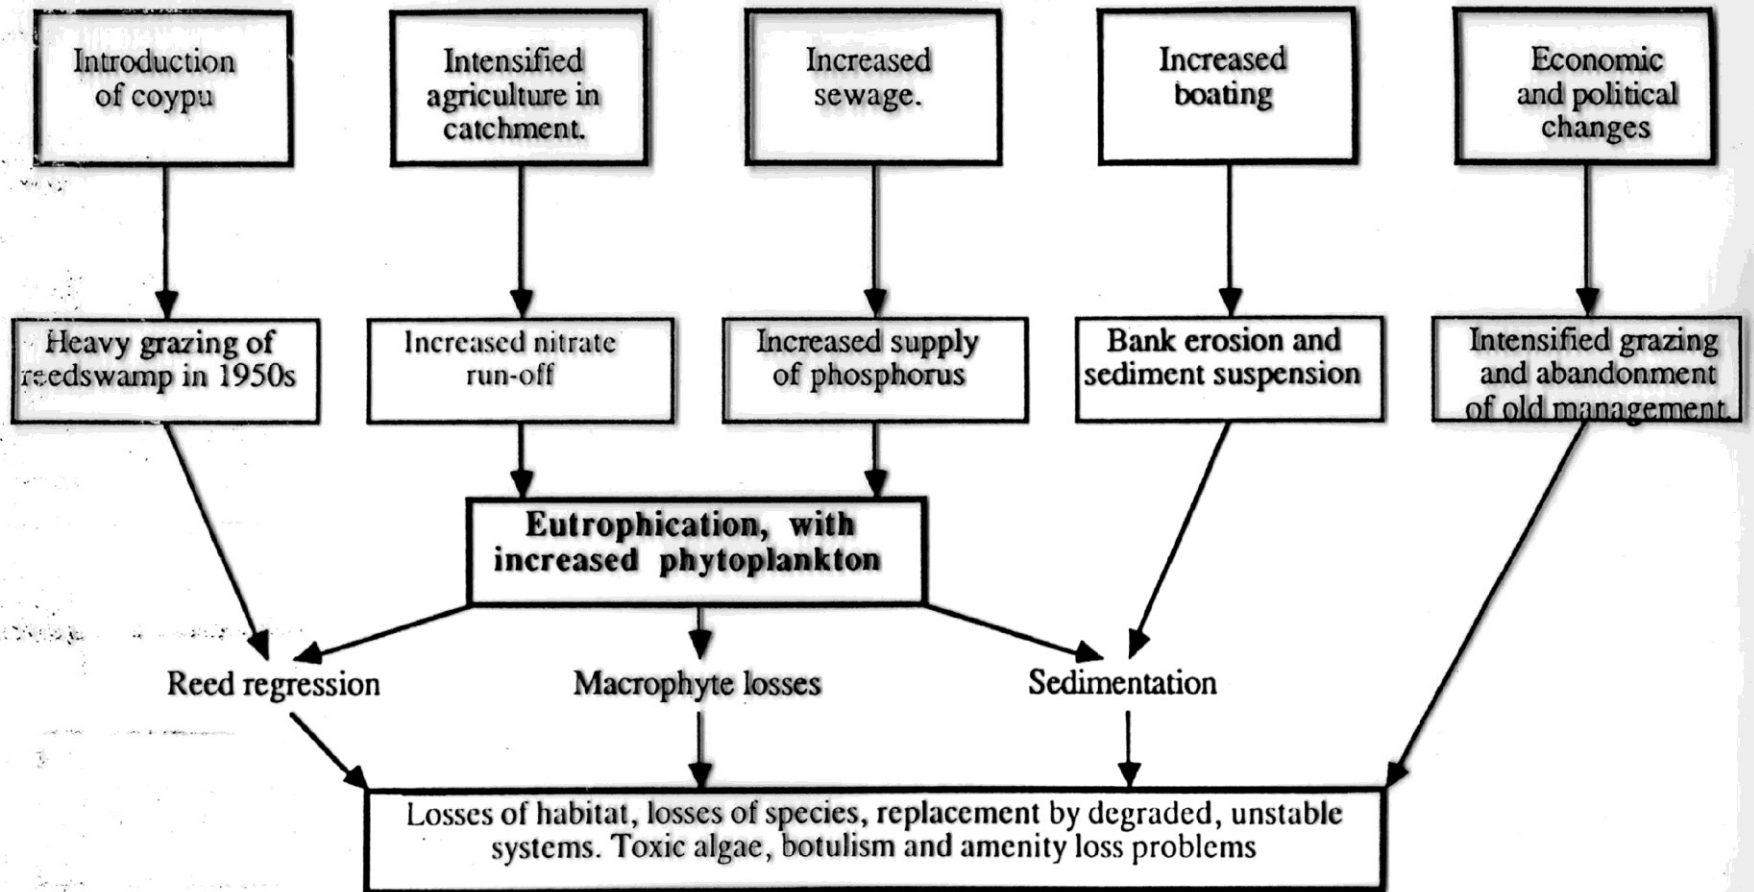 Introduction
of coypu
Intensified
agriculture in
catchment.
Increased
sewage.
Increased
boating
Economic
and political
changes
Heavy grazing of
reedswamp in 1950s
Increased nitrate
run-off
Increased supply
of phosphorus
Bank erosion and
sediment suspension
Intensified grazing
and abandonment
of old management.
Eutrophication, with
increased phytoplankton
Reed regression
Macrophyte losses
Sedimentation
Losses of habitat, losses of species, replacement by degraded, unstable
systems. Toxic algae, botulism and amenity loss problems